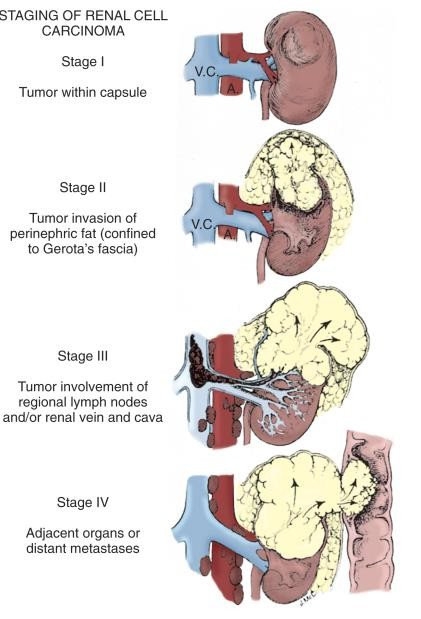 STAGING OF RENAL CELL
CARCINOMA
Stage I
Tumor within capsule
V.C.
A.
Stage II
Tumor invasion of
perinephric fat (confined
to Gerota's fascia)
V.C.
A.
Stage III
Tumor involvement of
regional lymph nodes
and/or renal vein and cava
Stage IV
Adjacent organs or
distant metastases